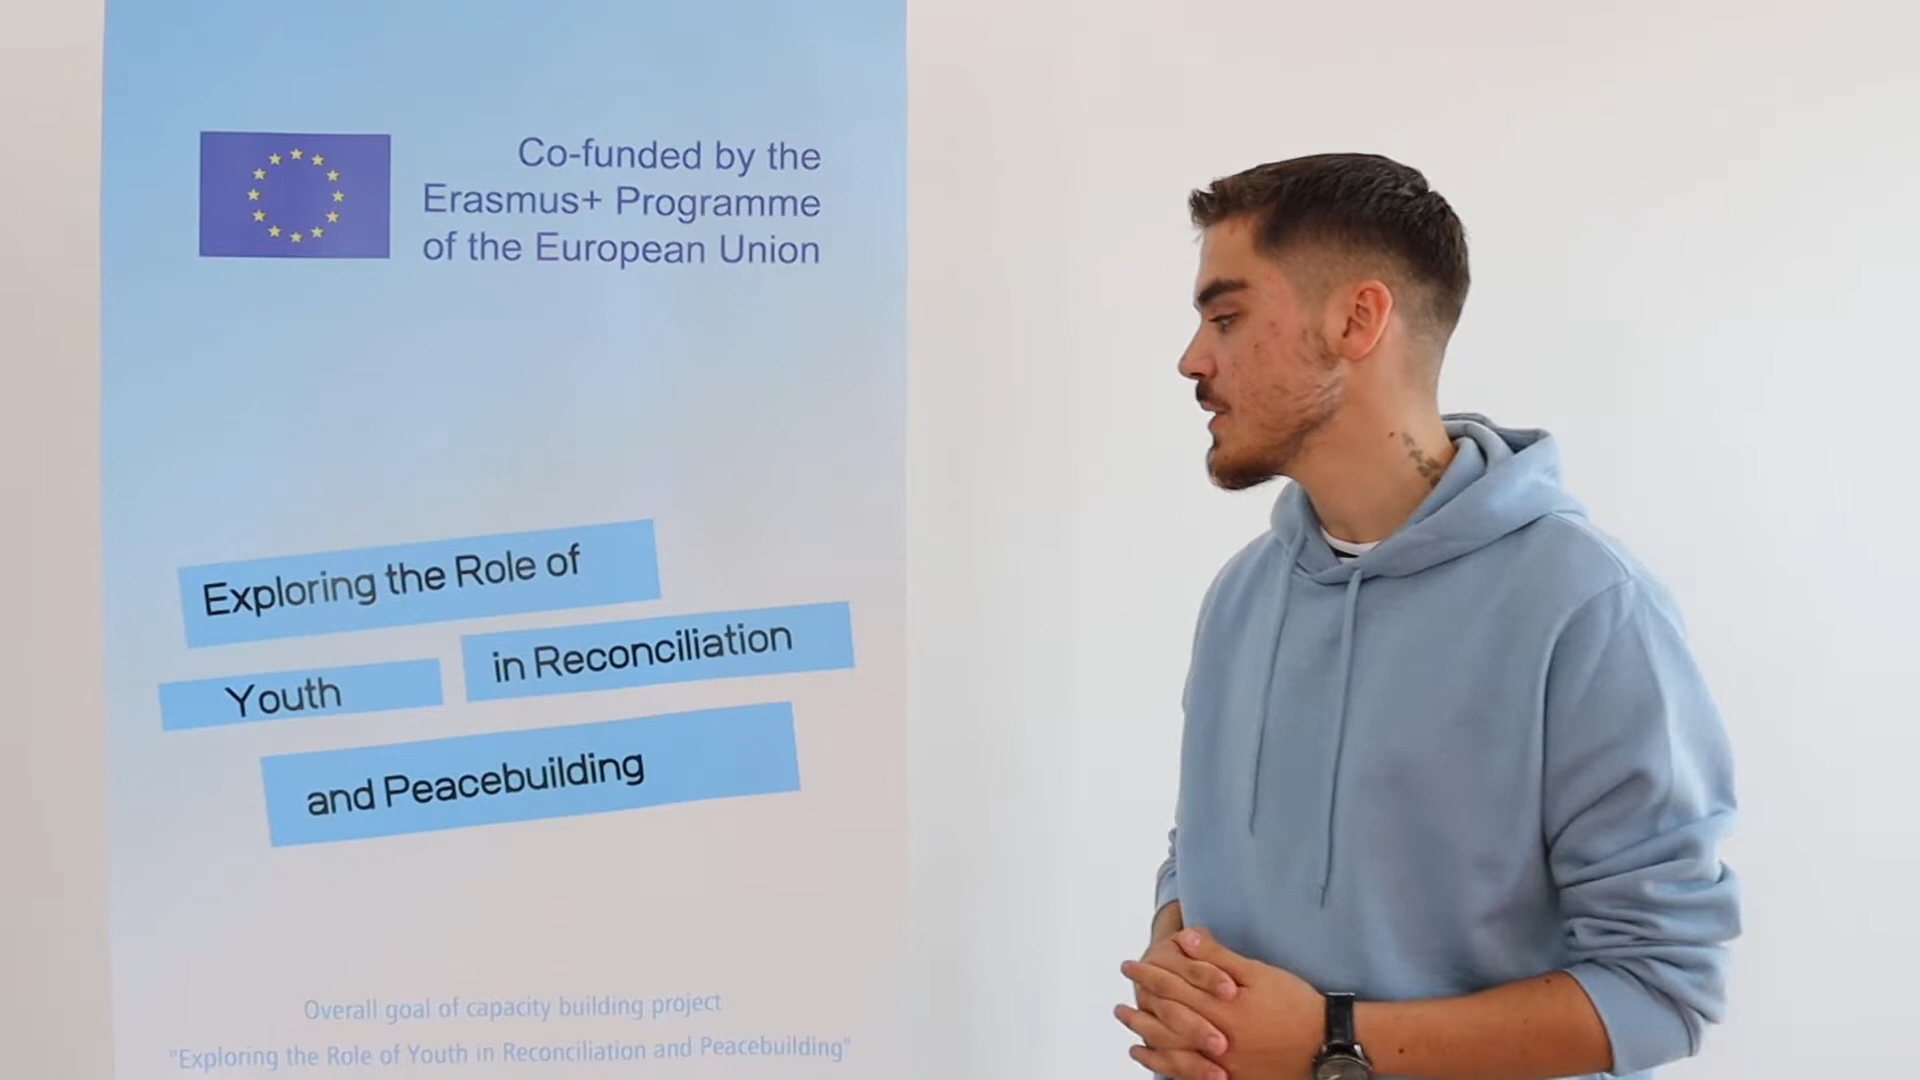 Co-funded by the
Erasmus+ Programme
of the European Union
Exploring the Role of
Youth in Reconciliation
and Peacebuilding
Overall goal of capacity building project
"Exploring the Role of Youth in Reconciliation and Peacebuilding"